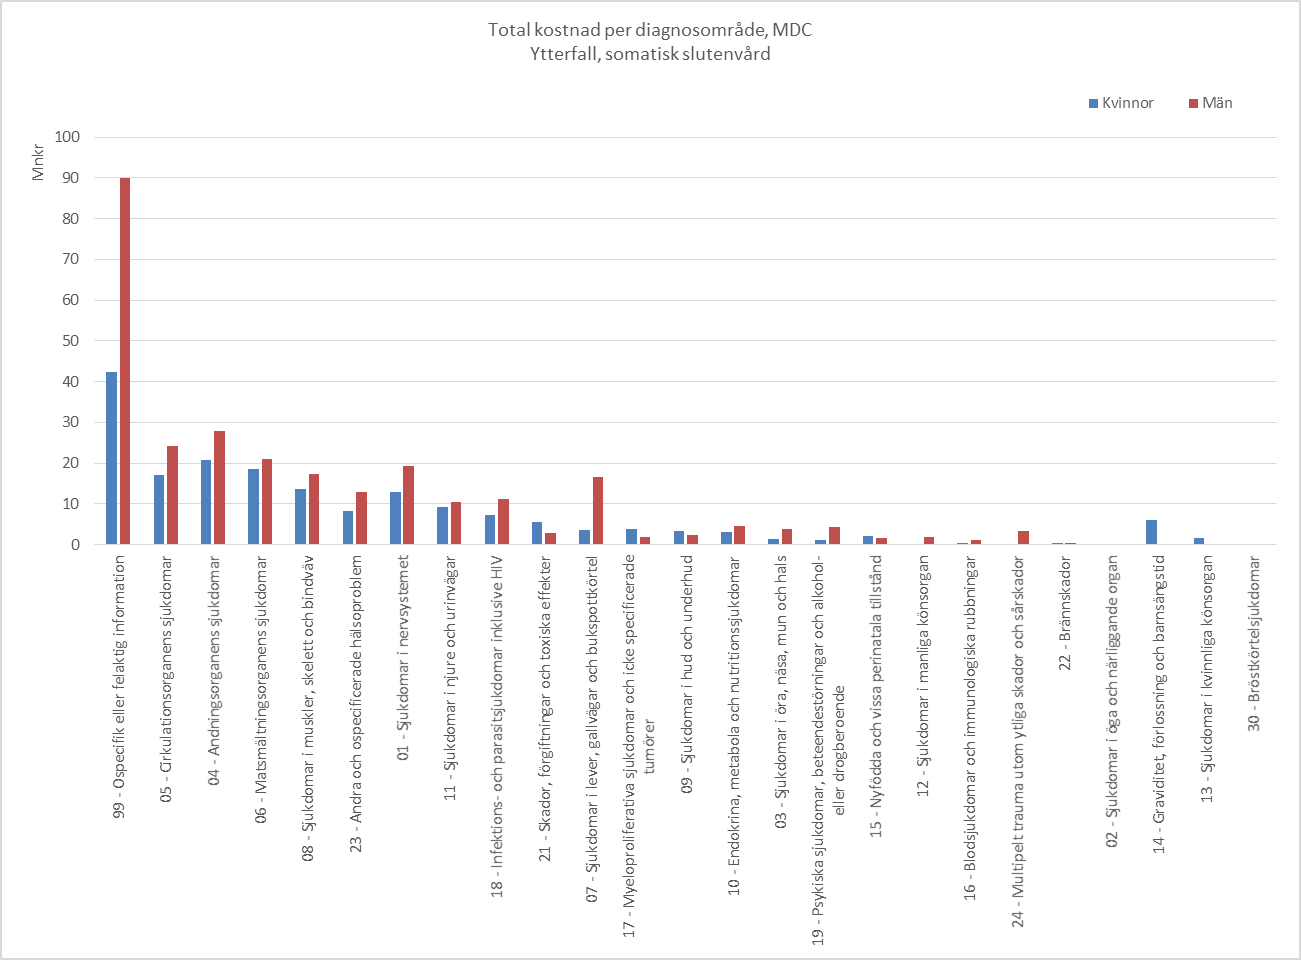 Total kostnad per diagnosområde, MDC
Ytterfall, somatisk slutenvård
Kvinnor
Män
Mnkr
100
90
80
70
60
50
40
30
20
10
0
99 - Ospecifik eller felaktig information
05 - Cirkulationsorganens sjukdomar
04 - Andningsorganens sjukdomar
06 - Matsmältningsorganens sjukdomar
08 - Sjukdomar i muskler, skelett och bindväv
23 - Andra och ospecificerade hälsoproblem
01 - Sjukdomar i nervsystemet
11 - Sjukdomar i njure och urinvägar
18 - Infektions- och parasitsjukdomar inklusive HIV
21 - Skador, förgiftningar och toxiska effekter
07 - Sjukdomar i lever, gallvägar och bukspottkörtel
17 - Myeloproliferativa sjukdomar och icke specificerade
tumörer
09 - Sjukdomar i hud och underhud
10 - Endokrina, metabola och nutritionssjukdomar
03 - Sjukdomar i öra, näsa, mun och hals
19 - Psykiska sjukdomar, beteendestörningar och alkohol-
eller drogberoende
15 - Nyfödda och vissa perinatala tillstånd
12 - Sjukdomar i manliga könsorgan
16 - Blodsjukdomar och immunologiska rubbningar
24 - Multipelt trauma utom ytliga skador och sårskador
22 - Brännskador
02 - Sjukdomar i öga och närliggande organ
14 - Graviditet, förlossning och barnsängstid
13 - Sjukdomar i kvinnliga könsorgan
30 - Bröstkörtelsjukdomar